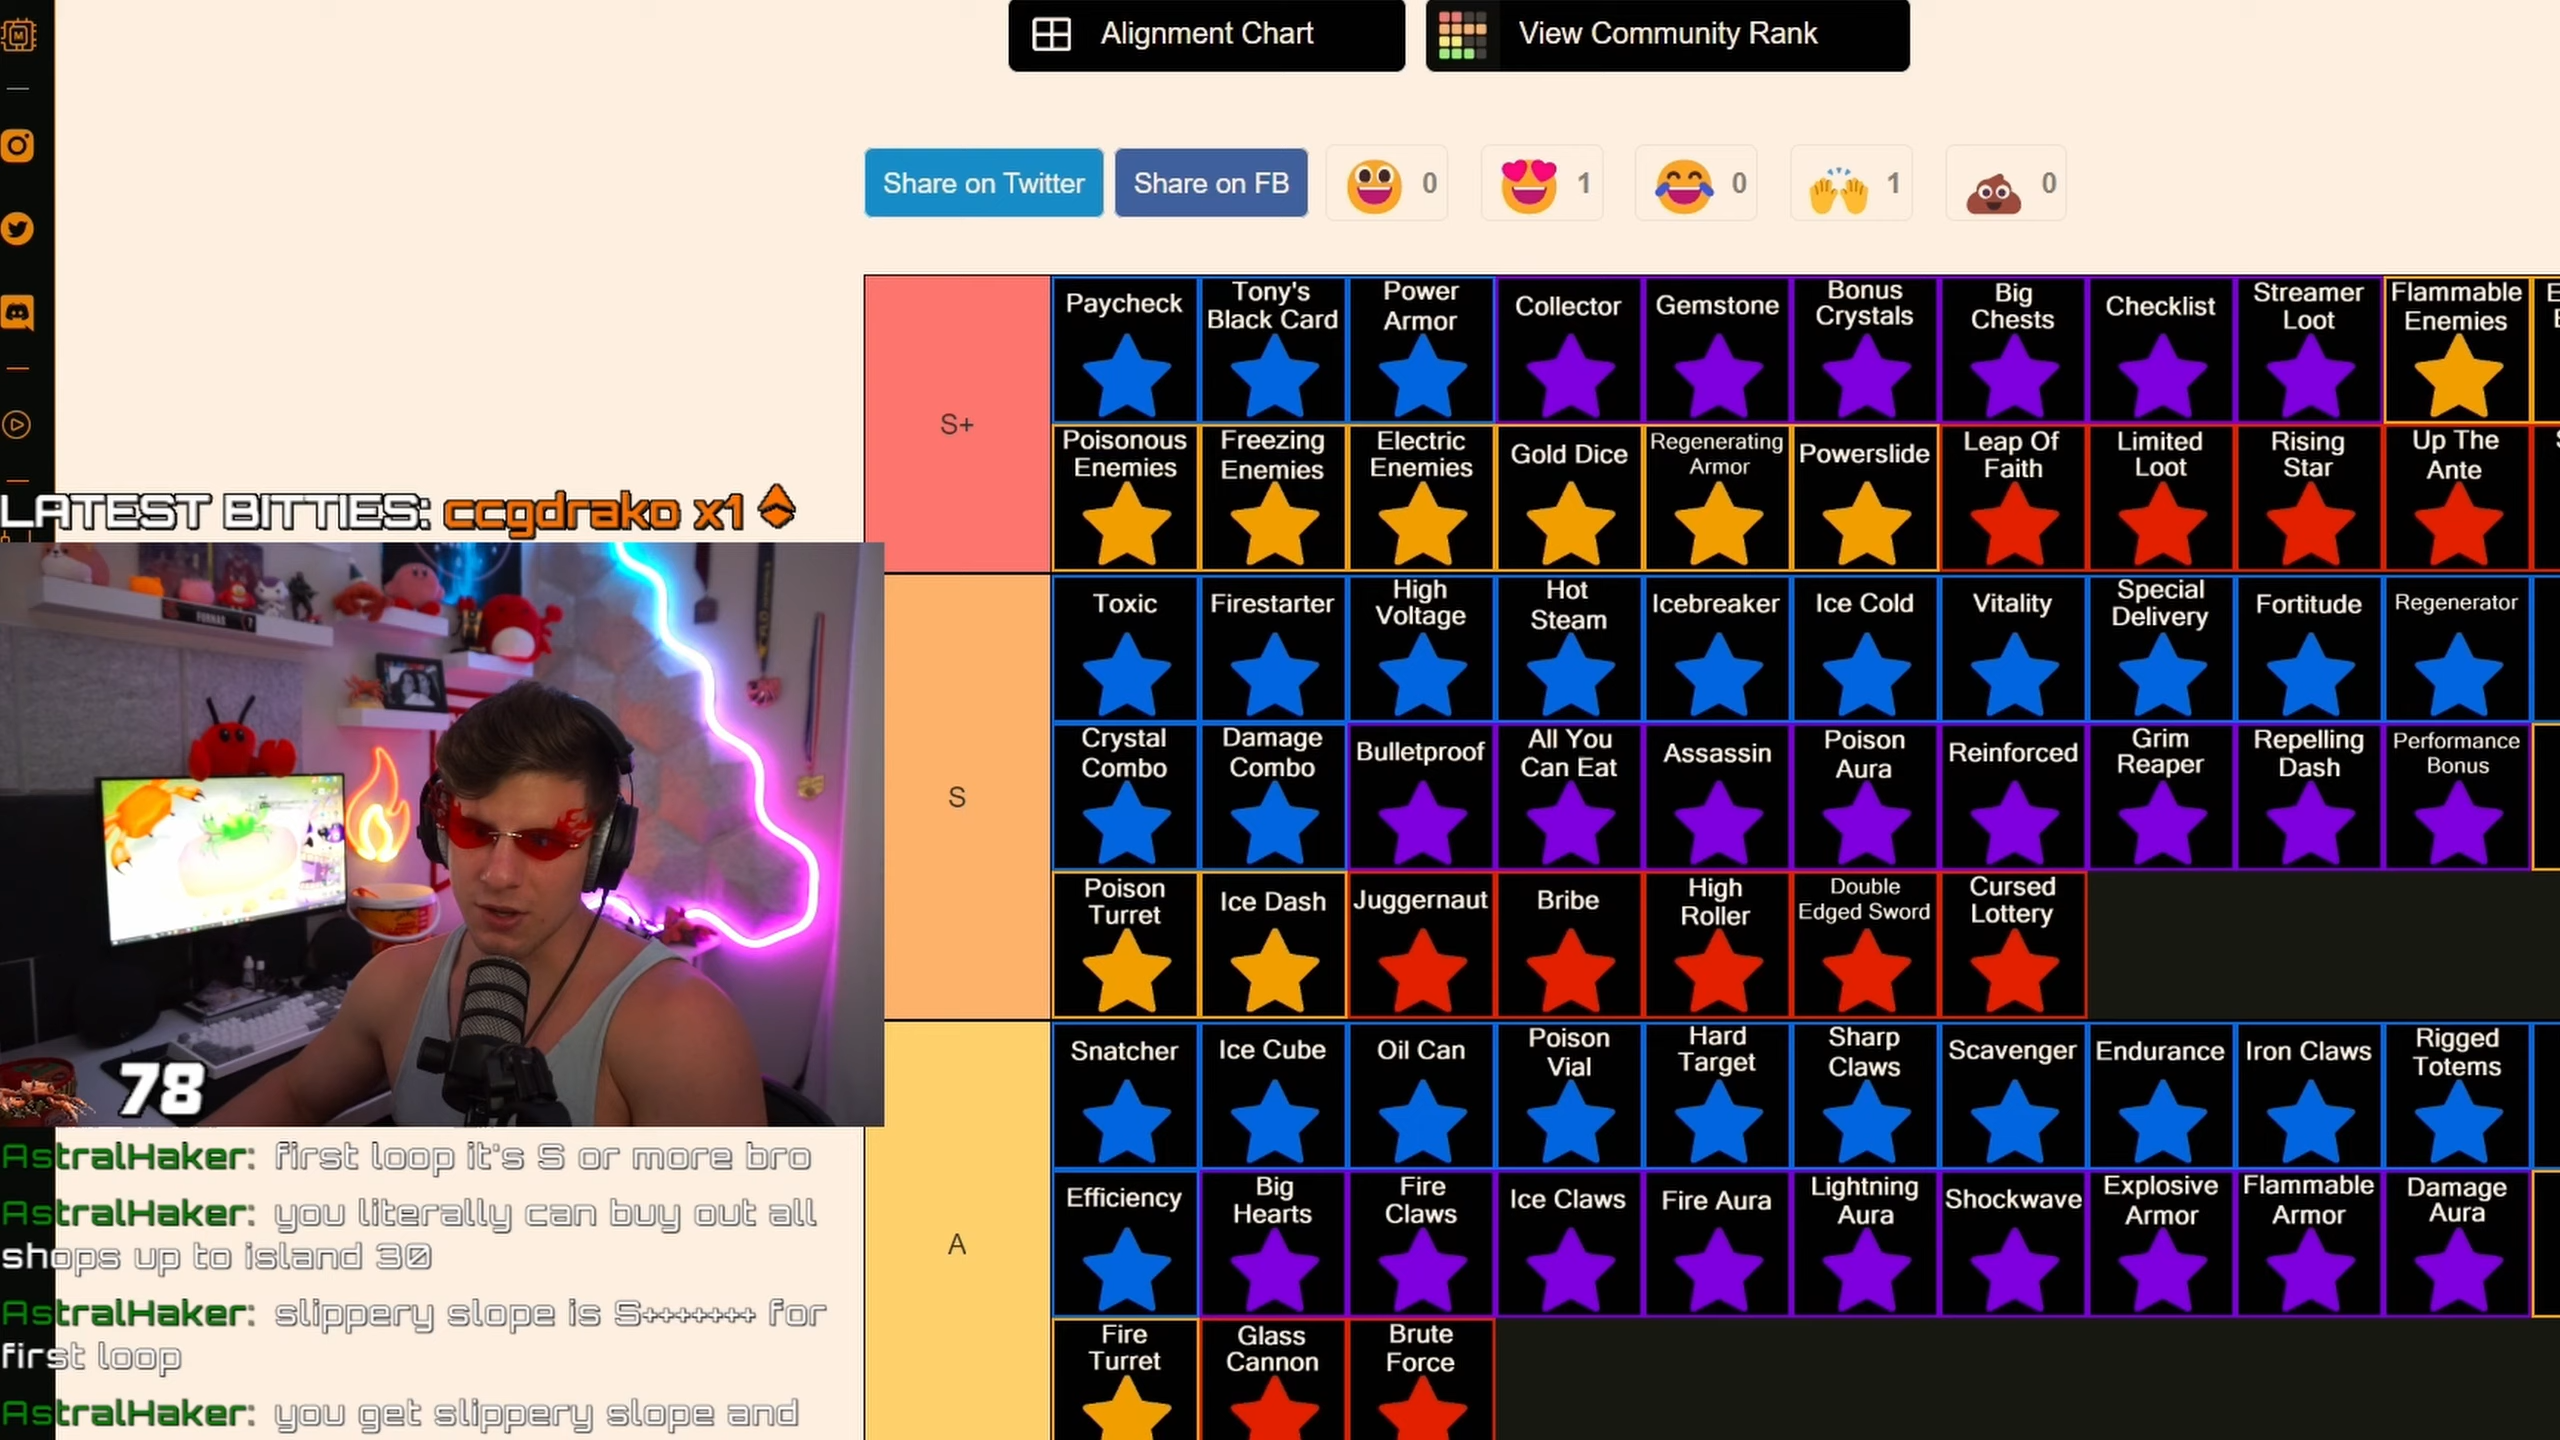 Alignment Chart
View Community Rank
Share on Twitter
Share on FB
0
1
0
1
0
S+
Paycheck
Tony's
Black Card
Power
Armor
Collector
Gemstone
Bonus
Crystals
Big
Chests
Checklist
Streamer
Loot
Flammable
Enemies
Poisonous
Enemies
Freezing
Enemies
Electric
Enemies
Gold Dice
Regenerating
Armor
Powerslide
Leap Of
Faith
Limited
Loot
Rising
Star
Up The
Ante
LATEST BITTIES: ccgdrako x1
S
Toxic
Firestarter
High
Voltage
Hot
Steam
Icebreaker
Ice Cold
Vitality
Special
Delivery
Fortitude
Regenerator
Crystal
Combo
Damage
Combo
Bulletproof
All You
Can Eat
Assassin
Poison
Aura
Reinforced
Grim
Reaper
Repelling
Dash
Performance
Bonus
Poison
Turret
Ice Dash
Juggernaut
Bribe
High
Roller
Double
Edged Sword
Cursed
Lottery
A
Snatcher
Ice Cube
Oil Can
Poison
Vial
Hard
Target
Sharp
Claws
Scavenger
Endurance
Iron Claws
Rigged
Totems
Efficiency
Big
Hearts
Fire
Claws
Ice Claws
Fire Aura
Lightning
Aura
Shockwave
Explosive
Armor
Flammable
Armor
Damage
Aura
Fire
Turret
Glass
Cannon
Brute
Force
78
AstralHaker: first loop it's S or more bro
AstralHaker: you literally can buy out all
shops up to island 30
AstralHaker: slippery slope is S+++++++ for
first loop
AstralHaker: you get slippery slope and